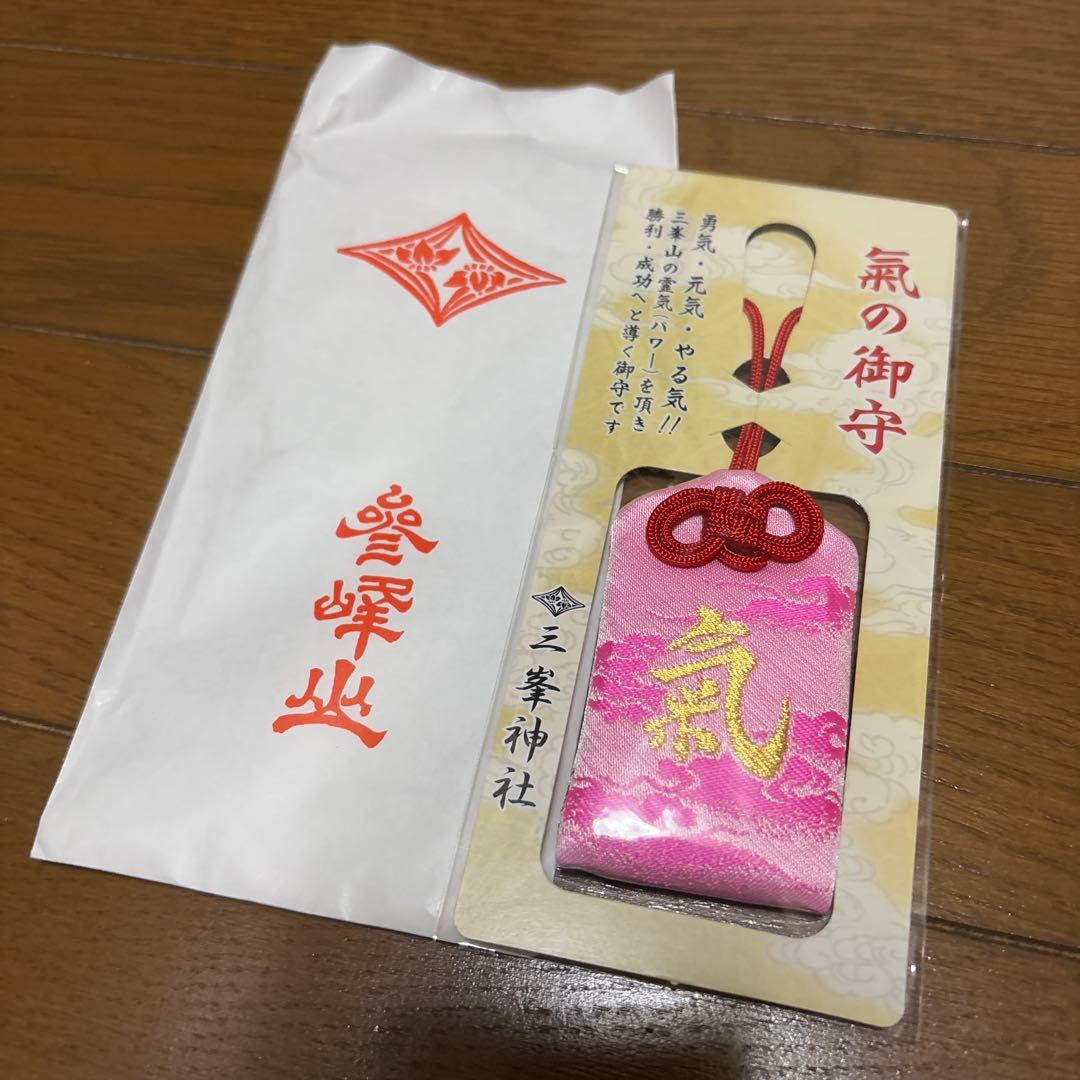 氣の御守
勇気・元気・やる気!!
三峯山の霊気(パワー)を頂き
勝利・成功へと導く御守です
氣
三峯神社
參峰山